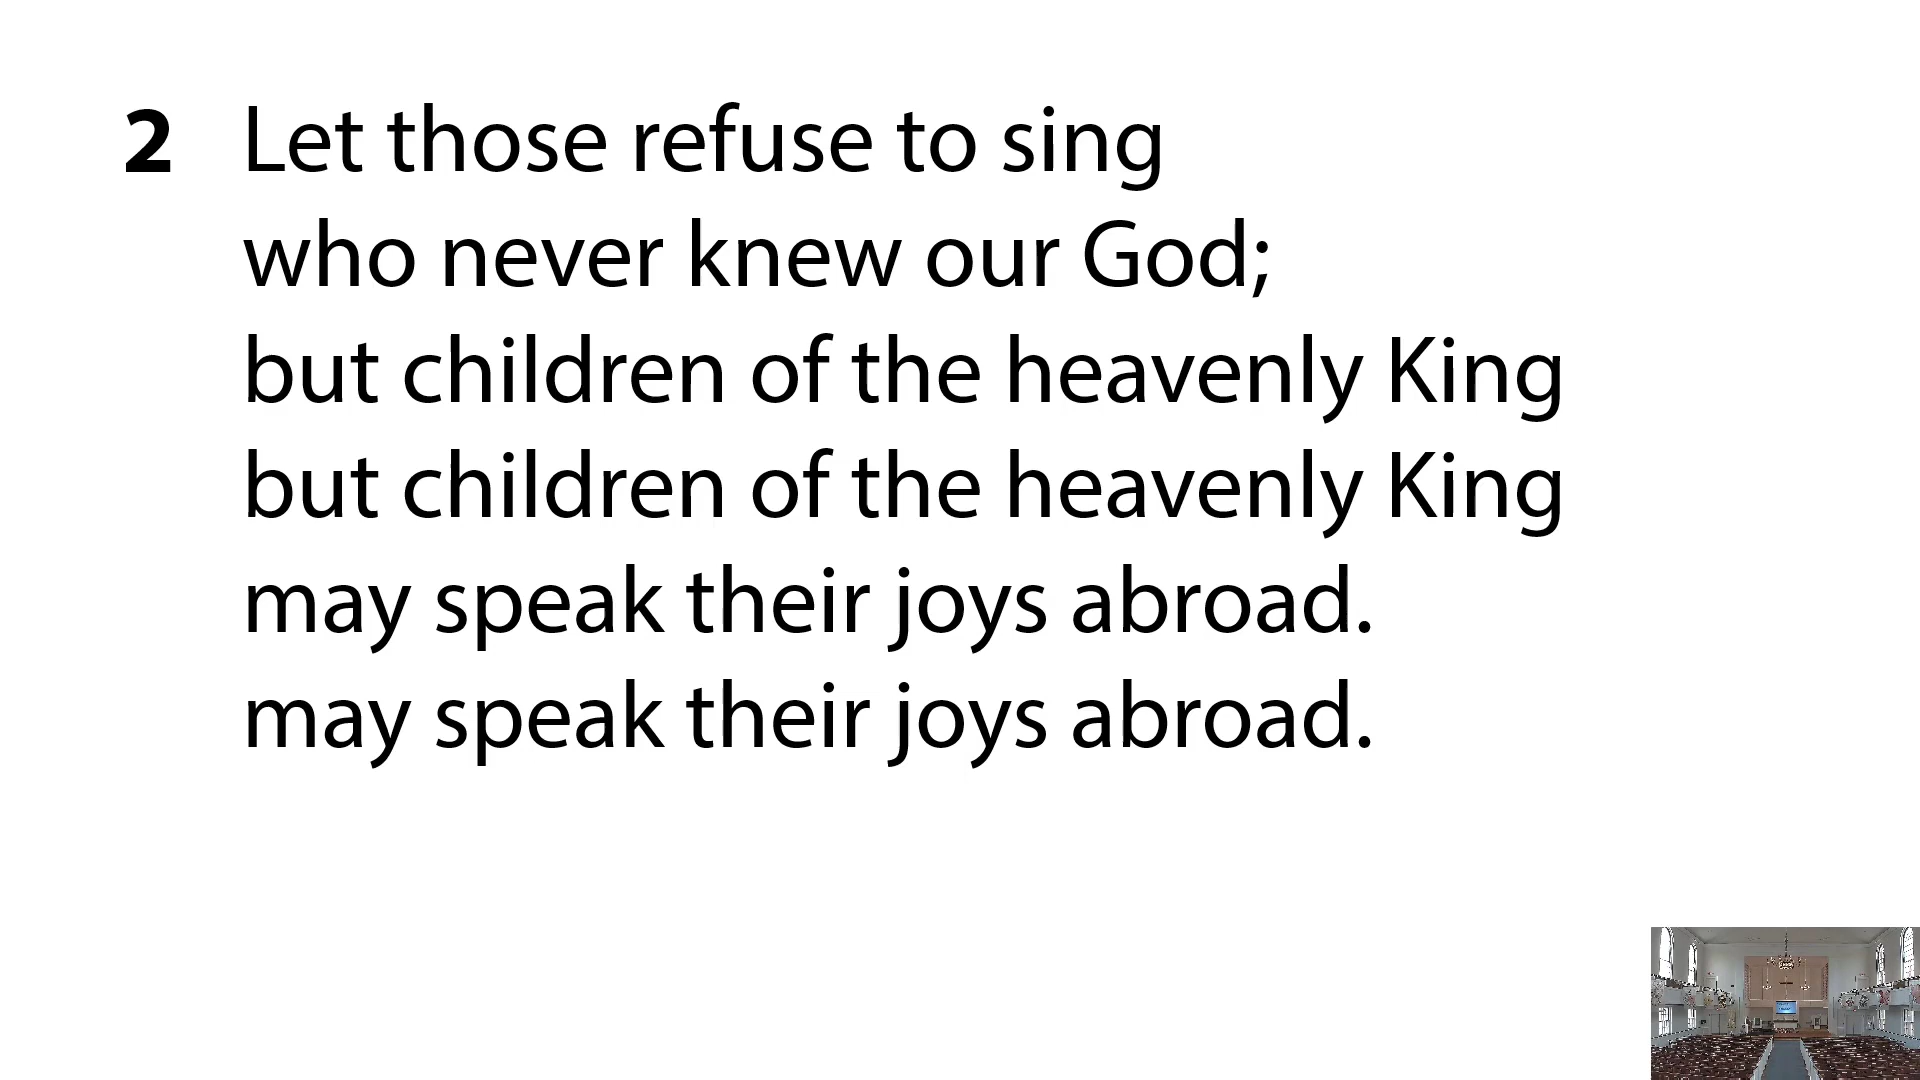 2 Let those refuse to sing
who never knew our God;
but children of the heavenly King
but children of the heavenly King
may speak their joys abroad.
may speak their joys abroad.